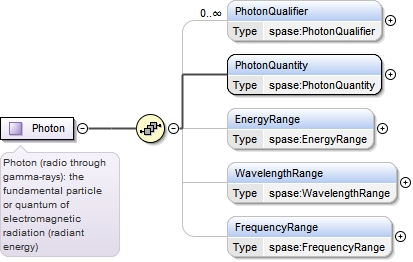 Photon
Photon (radio through
gamma-rays): the
fundamental particle
or quantum of
electromagnetic
radiation (radiant
energy)
0..∞
PhotonQualifier
Type spase:PhotonQualifier
PhotonQuantity
Type spase:PhotonQuantity
EnergyRange
Type spase:EnergyRange
WavelengthRange
Type spase:WavelengthRange
FrequencyRange
Type spase:FrequencyRange